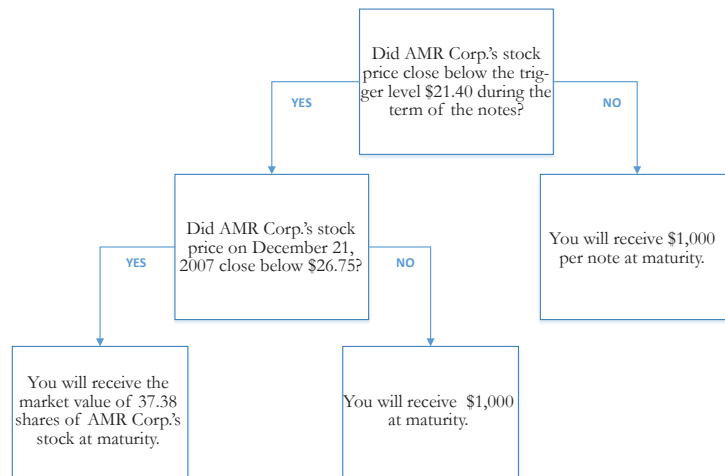 Did AMR Corp.'s stock
price close below the trig-
ger level $21.40 during the
term of the notes?
YES
NO
Did AMR Corp.'s stock
price on December 21,
2007 close below $26.75?
You will receive $1,000
per note at maturity.
YES
NO
You will receive the
market value of 37.38
shares of AMR Corp.'s
stock at maturity.
You will receive $1,000
at maturity.